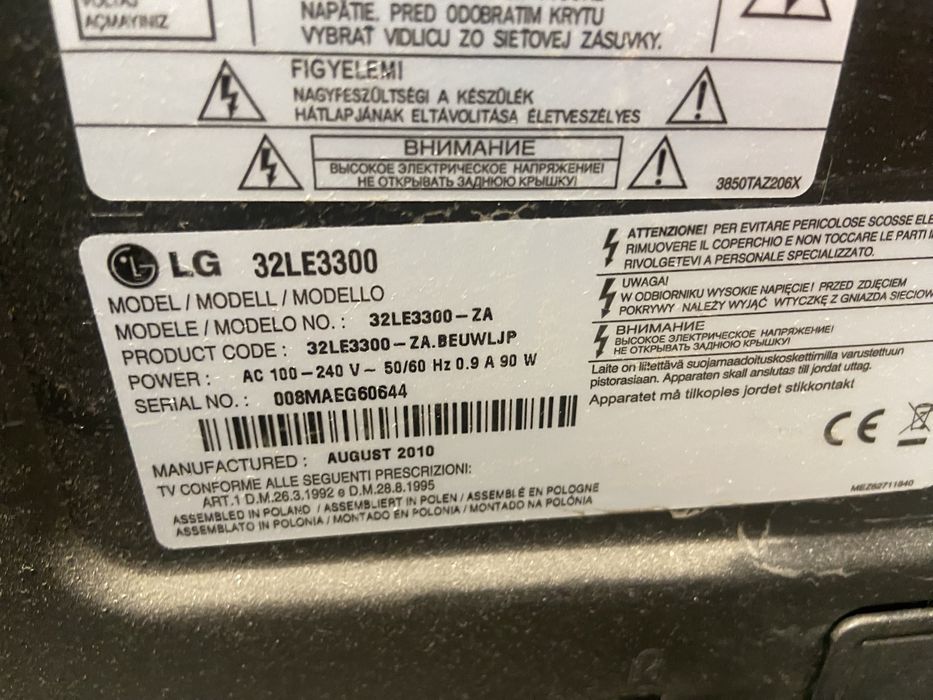 AÇMAYINIZ
NAPÄTIE. PRED ODOBRATIM KRYTU
VYBRAŤ VIDLICU ZO SIEŤOVEJ ZÁSUVKY.
FIGYELEM!
NAGYFESZÜLTSÉGI A KÉSZÜLÉK
HÁTLAPJÁNAK ELTÁVOLITÁSA ÉLETVESZÉLYES
ВНИМАНИЕ
ВЫСОКОЕ ЭЛЕКТРИЧЕСКОЕ НАПРЯЖЕНИЕ!
НЕ ОТКРЫВАТЬ ЗАДНЮЮ КРЫШКУ!
3850TAZ206X
LG 32LE3300
MODEL / MODELL / MODELLO
MODELE / MODELO NO. : 32LE3300-ZA
PRODUCT CODE : 32LE3300-ZA.BEUWLJP
POWER : AC 100-240 V~ 50/60 Hz 0.9 A 90 W
SERIAL NO. : 008MAEG60644
MANUFACTURED : AUGUST 2010
TV CONFORME ALLE SEGUENTI PRESCRIZIONI:
ART.1 D.M.26.3.1992 e D.M.28.8.1995
ASSEMBLED IN POLAND / ASSEMBLIERT IN POLEN / ASSEMBLÉ EN POLOGNE
ASSEMBLATO IN POLONIA / MONTADO EN POLONIA / MONTADO NA POLÔNIA
ATTENZIONE! PER EVITARE PERICOLOSE SCOSSE ELE
RIMUOVERE IL COPERCHIO E NON TOCCARE LE PARTI
RIVOLGETEVI A PERSONALE SPECIALIZZATO.
UWAGA!
W ODBIORNIKU WYSOKIE NAPIĘCIE! PRZED ZDJĘCIEM
POKRYWY NALEŻY WYJĄĆ WTYCZKĘ Z GNIAZDA SIECIOW
ВНИМАНИЕ
ВЫСОКОЕ ЭЛЕКТРИЧЕСКОЕ НАПРЯЖЕНИЕ!
НЕ ОТКРЫВАТЬ ЗАДНЮЮ КРЫШКУ!
Laite on liitettävä suojamaadoituskoskettimilla varustettuun
pistorasiaan. Apparaten skall anslutas till jordat uttag.
Apparatet må tilkoples jordet stikkontakt
CE
MEZ62711840